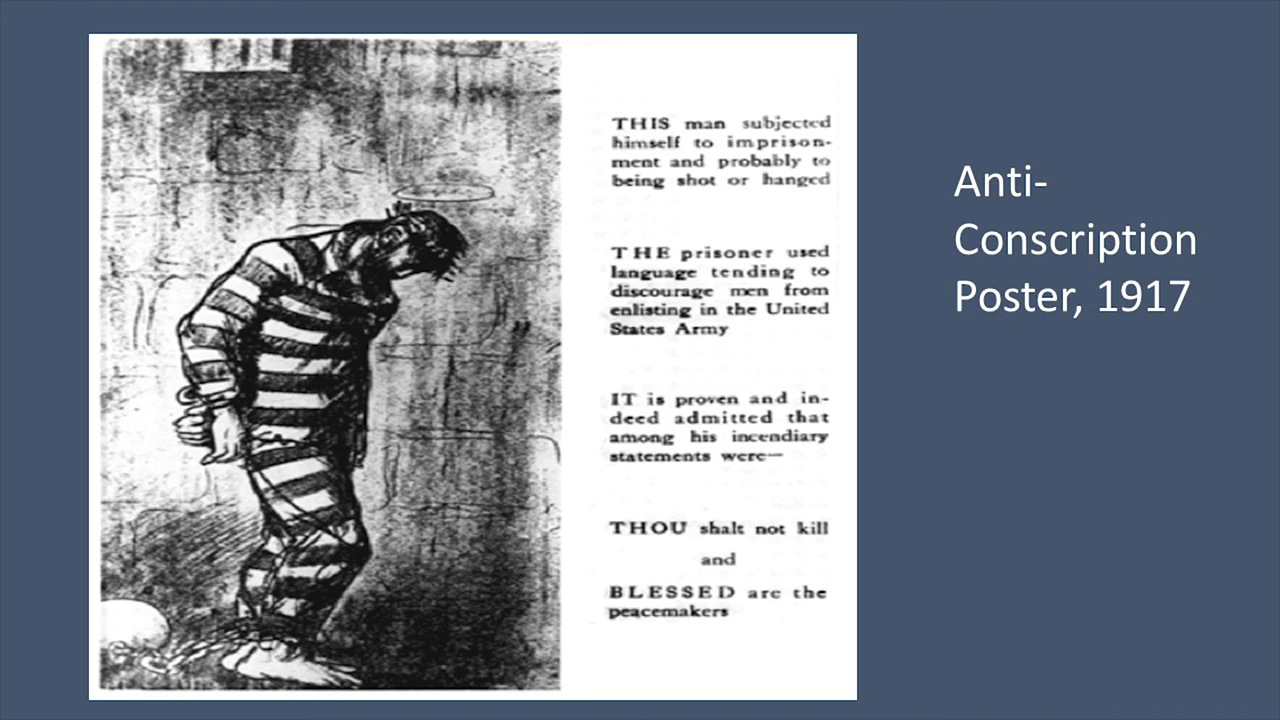 THIS man subjected
himself to imprison-
ment and probably to
being shot or hanged
THE prisoner used
language tending to
discourage men from
enlisting in the United
States Army
IT is proven and in-
deed admitted that
among his incendiary
statements were—
THOU shalt not kill
and
BLESSED are the
peacemakers
Anti-
Conscription
Poster, 1917